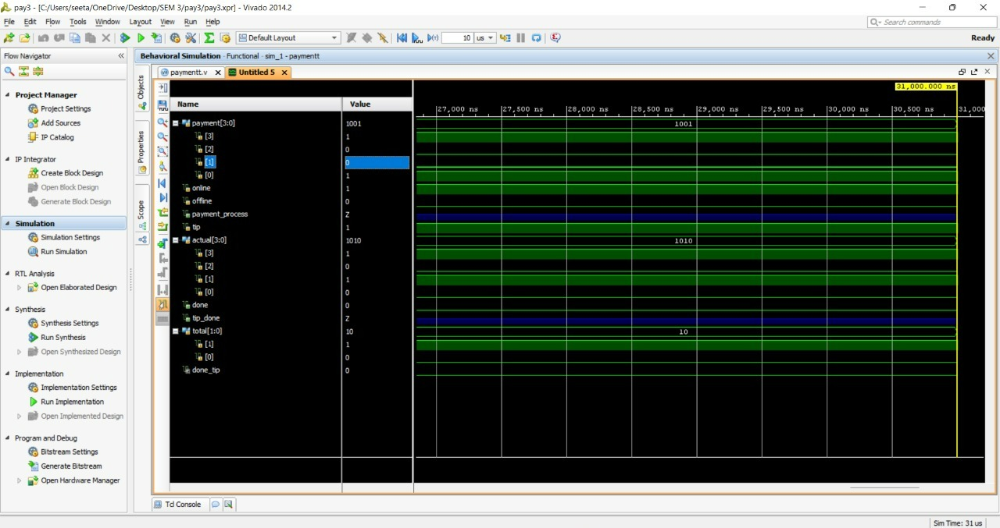 pay3 - [C:/Users/seeta/OneDrive/Desktop/SEM 3/pay3/pay3.xpr] - Vivado 2014.2
File Edit Flow Tools Window Layout View Run Help
Search commands
Default Layout 10 us Ready
Flow Navigator
Behavioral Simulation - Functional - sim_1 - paymentt
paymentt.v Untitled 5
Project Manager
Project Settings
Add Sources
IP Catalog
IP Integrator
Create Block Design
Open Block Design
Generate Block Design
Simulation
Simulation Settings
Run Simulation
RTL Analysis
Open Elaborated Design
Synthesis
Synthesis Settings
Run Synthesis
Open Synthesized Design
Implementation
Implementation Settings
Run Implementation
Open Implemented Design
Program and Debug
Bitstream Settings
Generate Bitstream
Open Hardware Manager
Objects
Properties
Scope
31,000.000 ns
Name Value
27,000 ns 27,500 ns 28,000 ns 28,500 ns 29,000 ns 29,500 ns 30,000 ns 30,500 ns 31,000
payment[3:0] 1001 1001
[3] 1
[2] 0
[1] 0
[0] 1
online 1
offline 0
payment_process Z
tip 1
actual[3:0] 1010 1010
[3] 1
[2] 0
[1] 1
[0] 0
done 0
tip_done Z
total[1:0] 10 10
[1] 1
[0] 0
done_tip 0
Tcl Console
Sim Time: 31 us